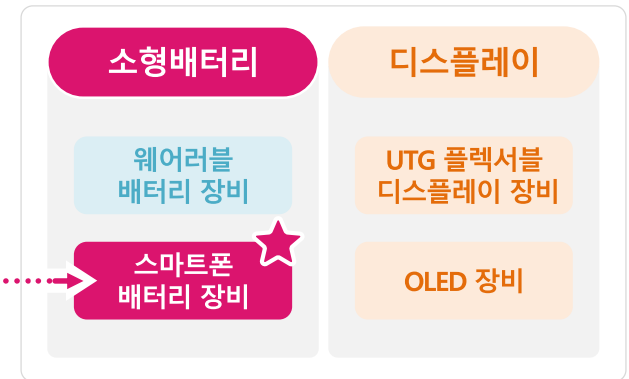 소형배터리
디스플레이
웨어러블
배터리 장비
UTG 플렉서블
디스플레이 장비
스마트폰
배터리 장비
OLED 장비